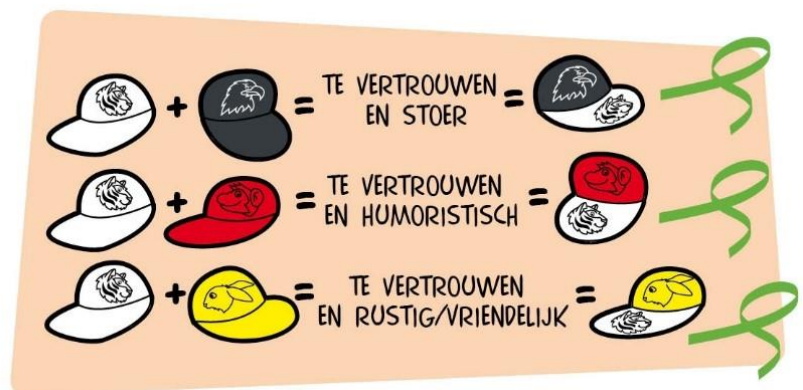 + = TE VERTROUWEN =
EN STOER
+ = TE VERTROUWEN =
EN HUMORISTISCH
+ = TE VERTROUWEN =
EN RUSTIG/VRIENDELIJK